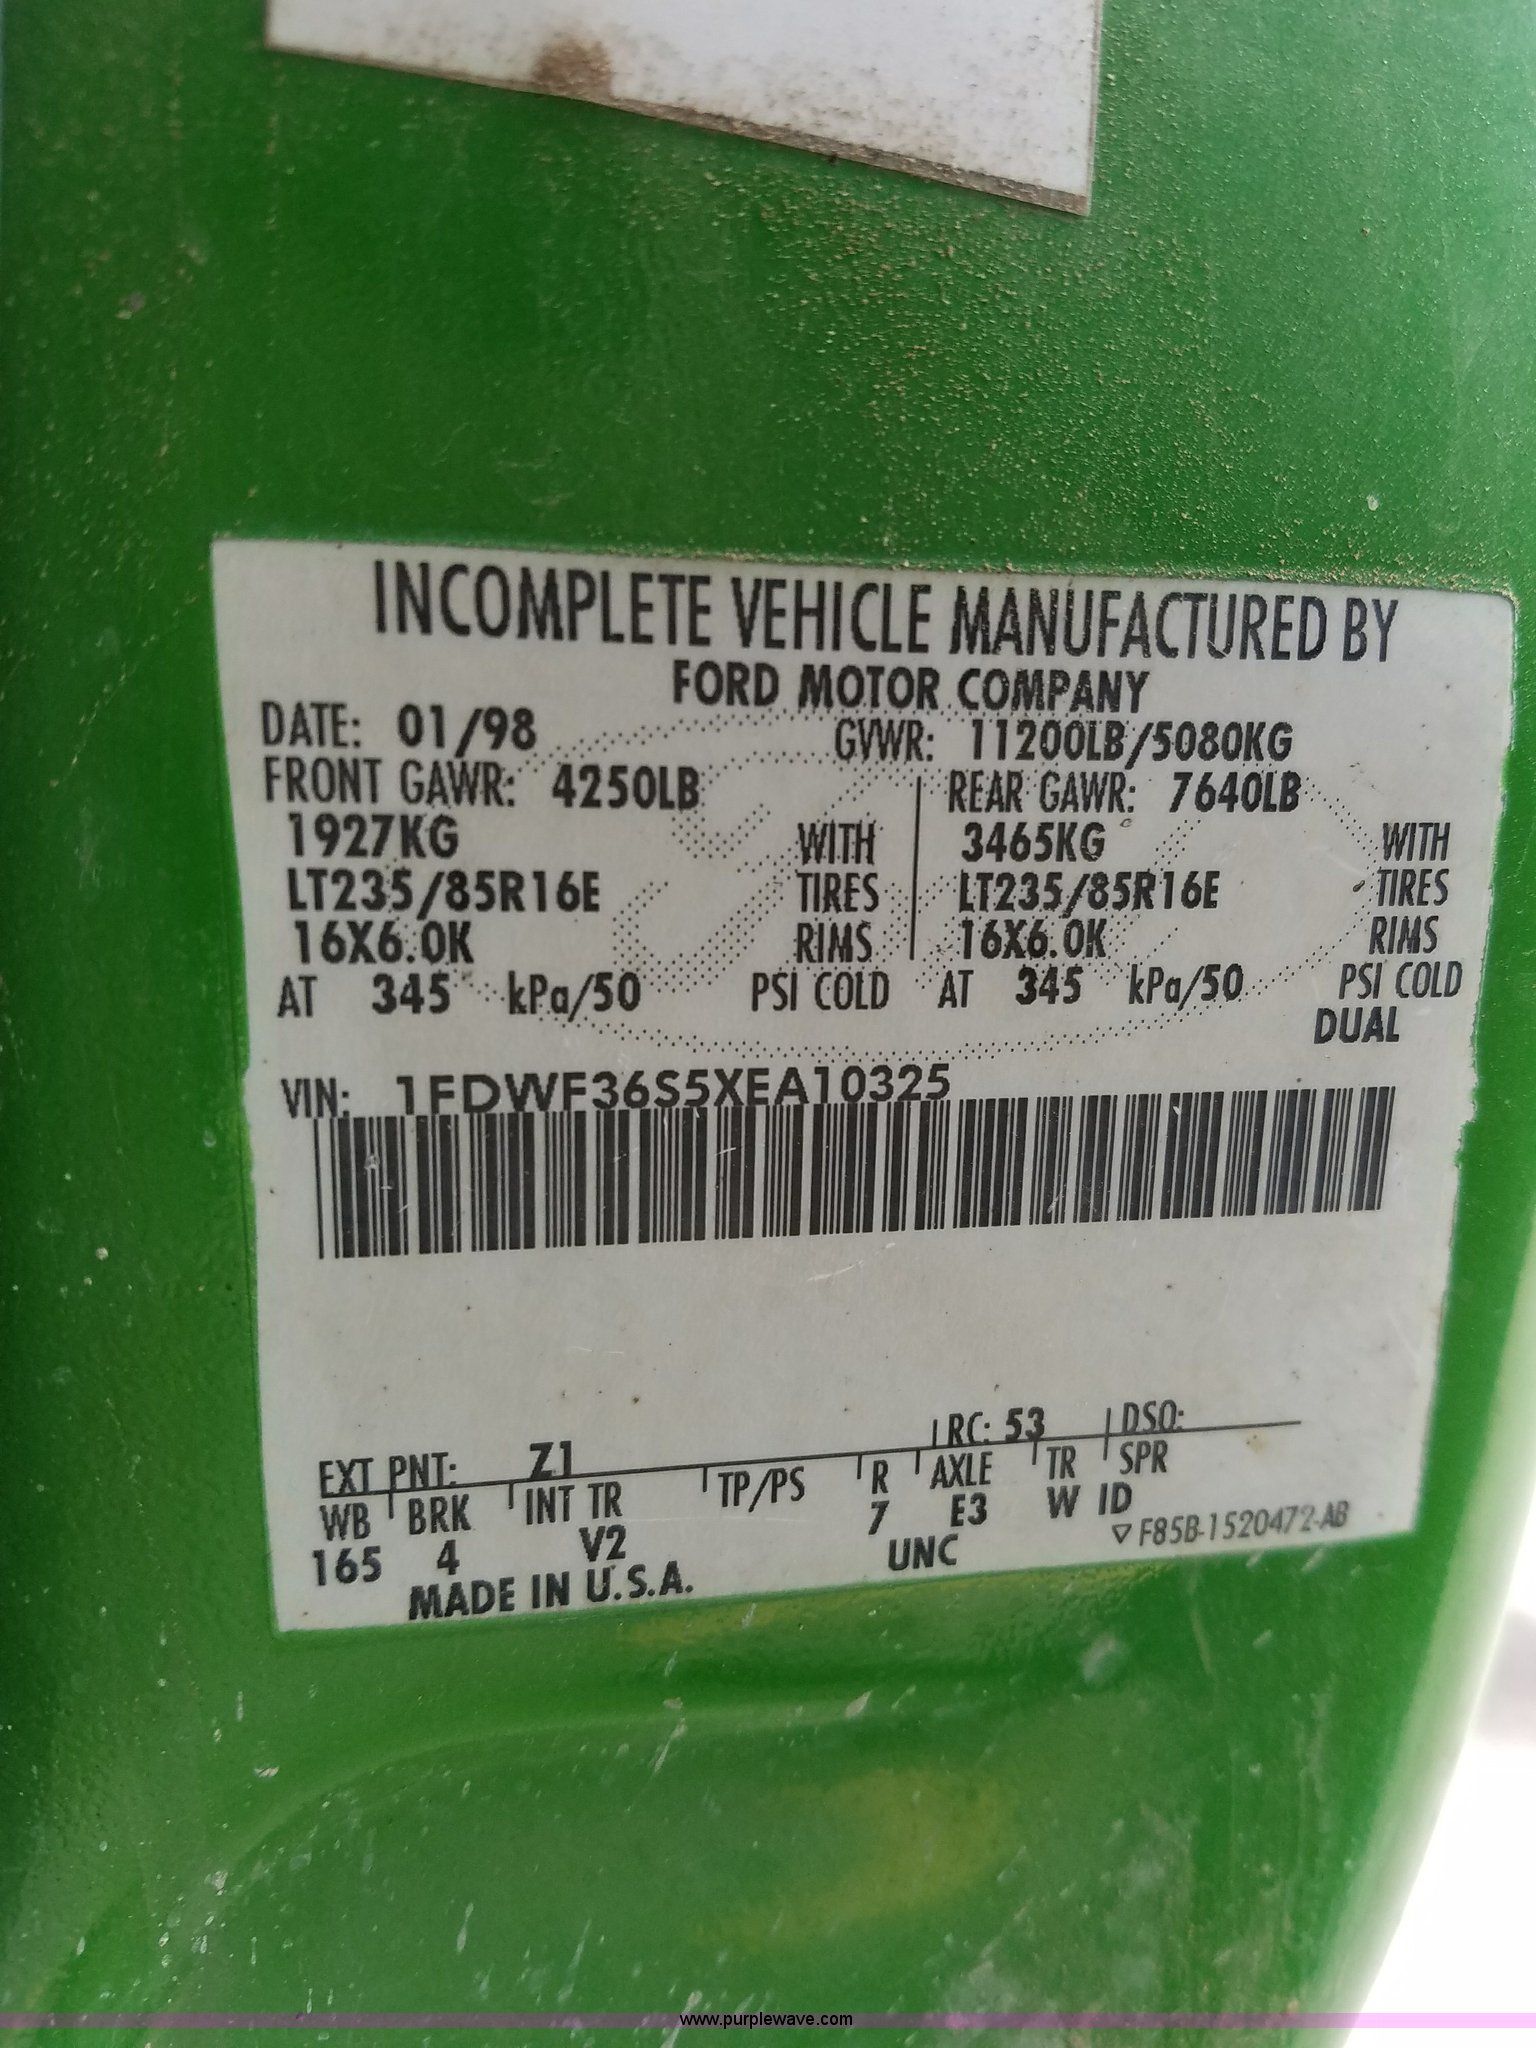 INCOMPLETE VEHICLE MANUFACTURED BY
FORD MOTOR COMPANY
DATE: 01/98 GVWR: 11200LB/5080KG
FRONT GAWR: 4250LB REAR GAWR: 7640LB
1927KG WITH 3465KG WITH
LT235/85R16E TIRES LT235/85R16E TIRES
16X6.0K RIMS 16X6.0K RIMS
AT 345 kPa/50 PSI COLD AT 345 kPa/50 PSI COLD
DUAL
VIN: 1FDWF36S5XEA10325
EXT PNT: Z1 RC: 53 DSO:
WB BRK INT TR TP/PS R AXLE TR SPR
165 4 V2 7 E3 W ID
UNC ▽ F85B-1520472-AB
MADE IN U.S.A.
www.purplewave.com